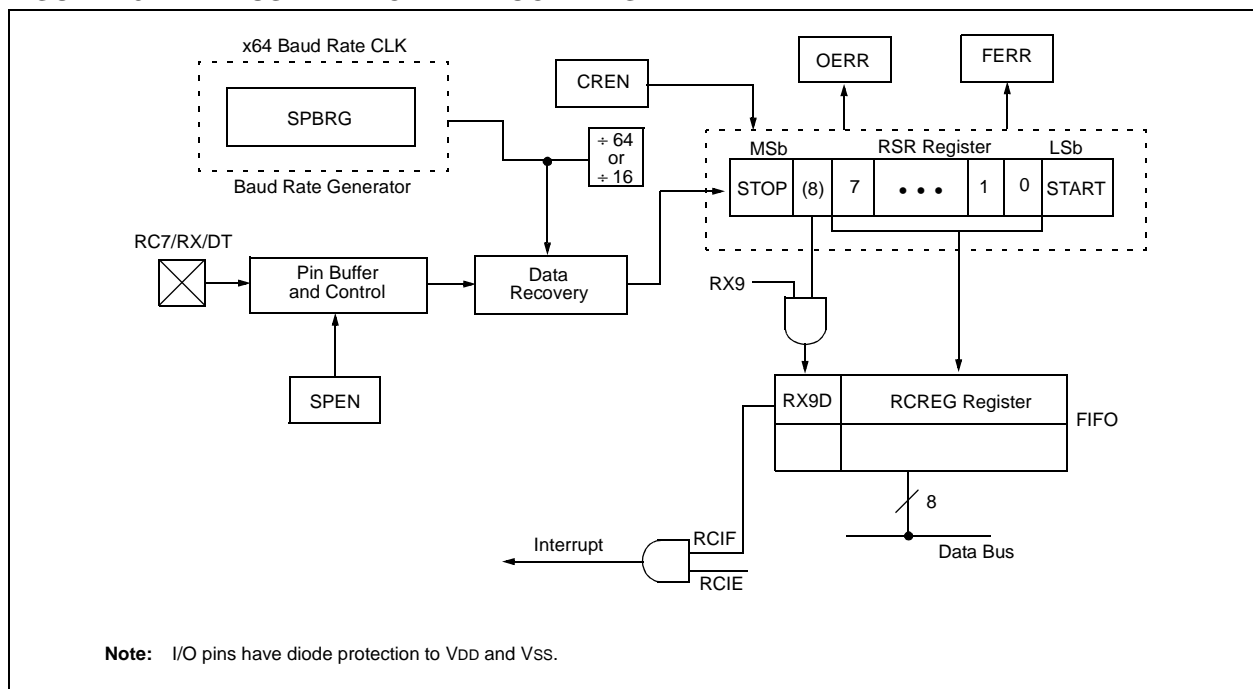 x64 Baud Rate CLK
SPBRG
Baud Rate Generator
CREN
OERR
FERR
÷ 64
or
÷ 16
MSb
RSR Register
LSb
STOP (8) 7 • • • 1 0 START
RC7/RX/DT
Pin Buffer
and Control
Data
Recovery
SPEN
RX9
RX9D
RCREG Register
FIFO
8
Data Bus
Interrupt
RCIF
RCIE
Note: I/O pins have diode protection to VDD and VSS.